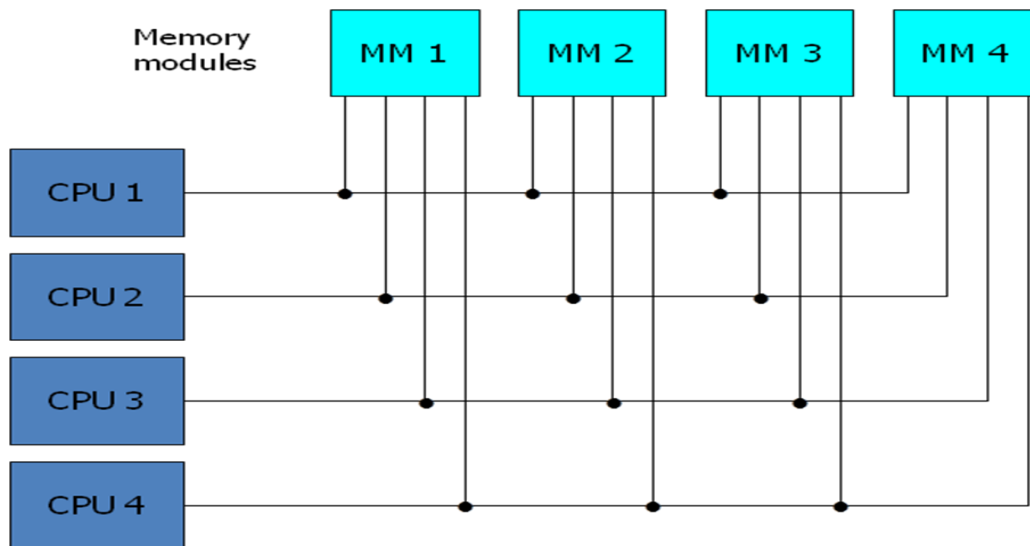 Memory
modules
MM 1
MM 2
MM 3
MM 4
CPU 1
CPU 2
CPU 3
CPU 4